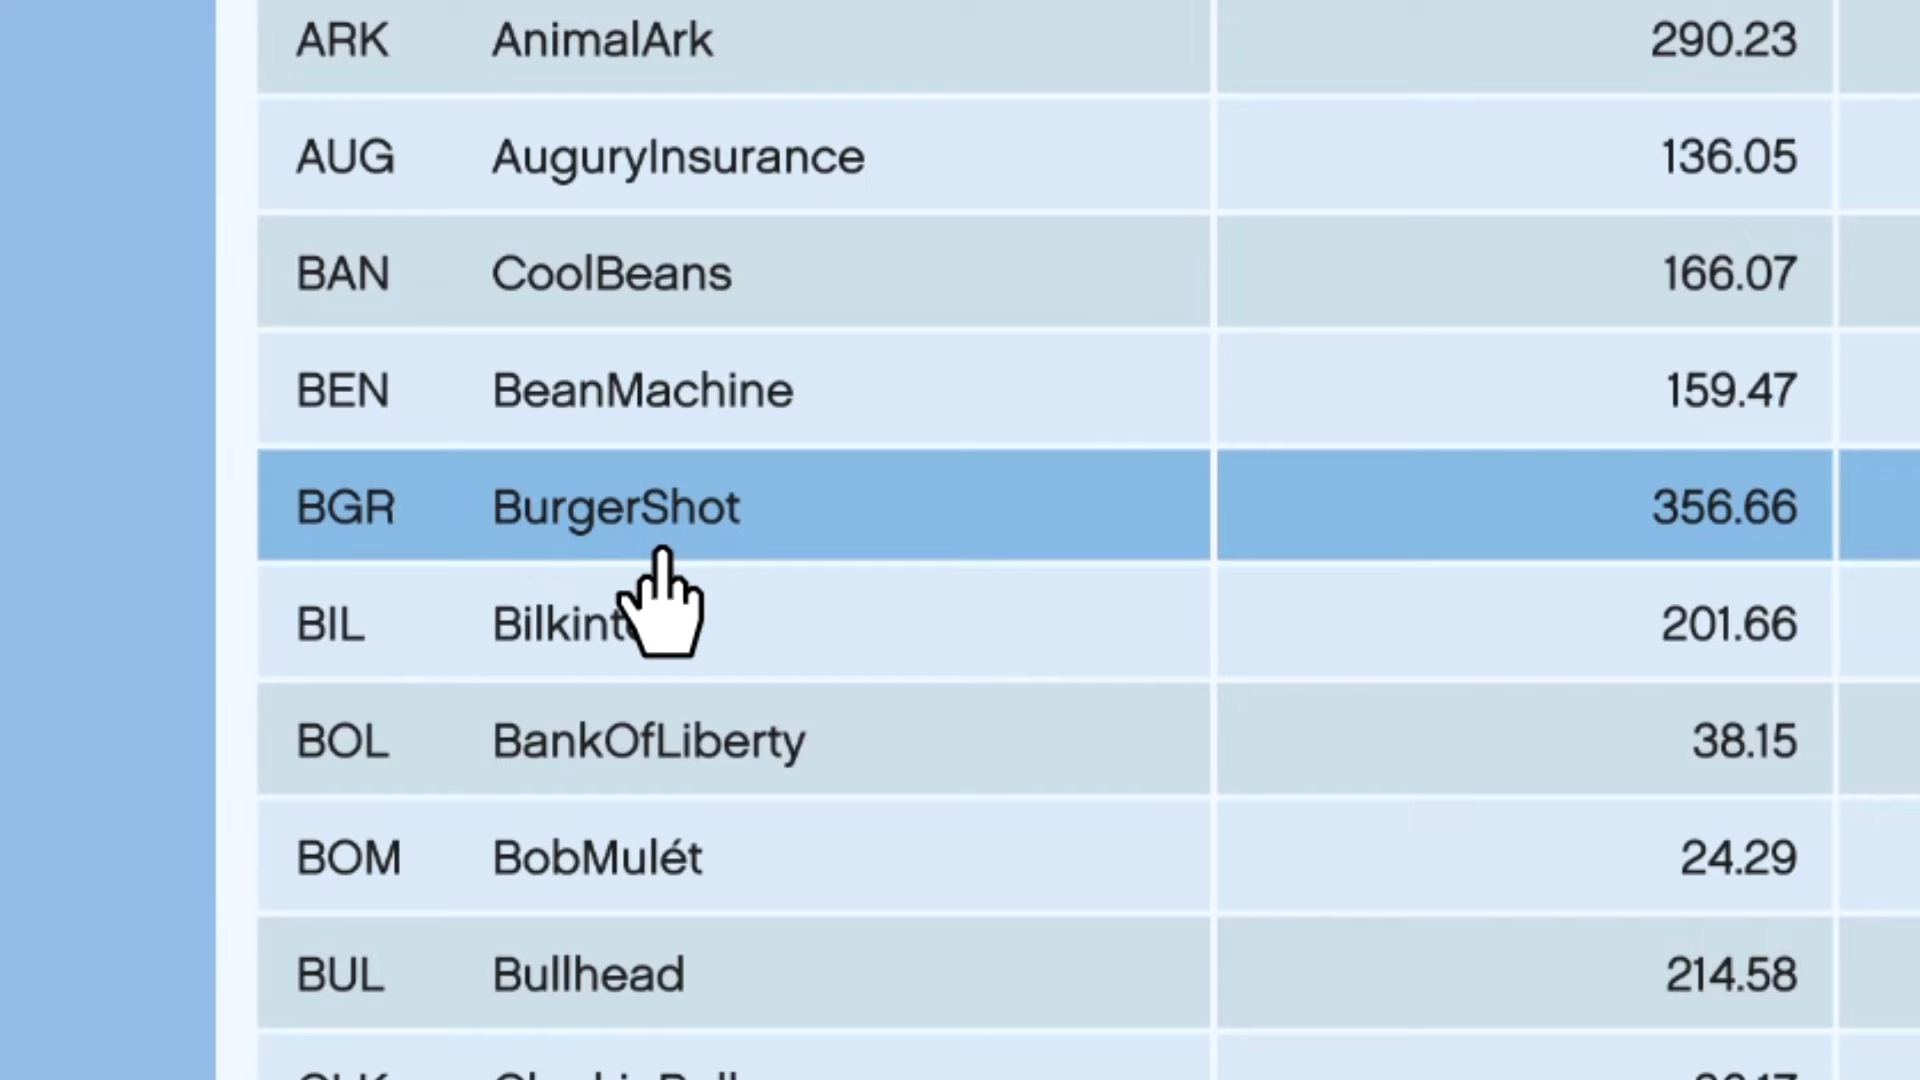 ARK AnimalArk 290.23
AUG AuguryInsurance 136.05
BAN CoolBeans 166.07
BEN BeanMachine 159.47
BGR BurgerShot 356.66
BIL 201.66
BOL BankOfLiberty 38.15
BOM BobMulét 24.29
BUL Bullhead 214.58